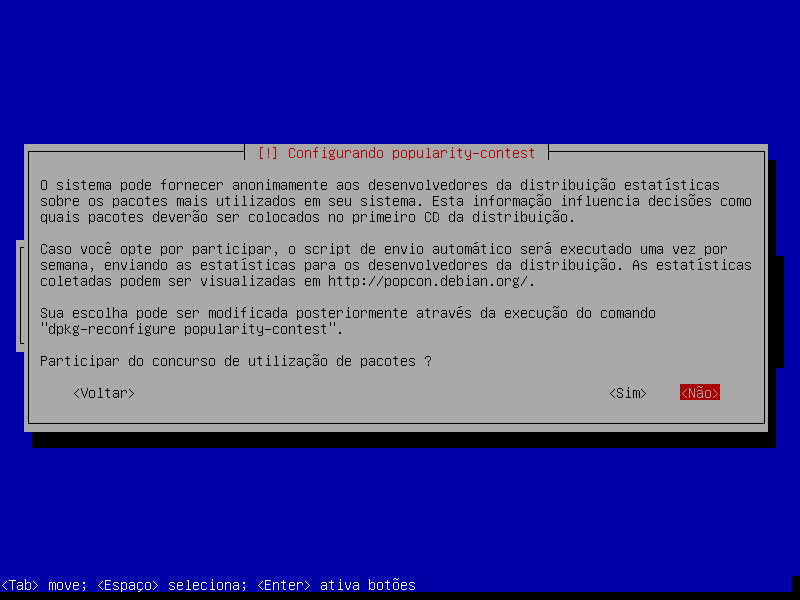 [!] Configurando popularity-contest
O sistema pode fornecer anonimamente aos desenvolvedores da distribuição estatísticas
sobre os pacotes mais utilizados em seu sistema. Esta informação influencia decisões como
quais pacotes deverão ser colocados no primeiro CD da distribuição.
Caso você opte por participar, o script de envio automático será executado uma vez por
semana, enviando as estatísticas para os desenvolvedores da distribuição. As estatísticas
coletadas podem ser visualizadas em http://popcon.debian.org/.
Sua escolha pode ser modificada posteriormente através da execução do comando
"dpkg-reconfigure popularity-contest".
Participar do concurso de utilização de pacotes ?
<Voltar> <Sim> <Não>
<Tab> move; <Espaço> seleciona; <Enter> ativa botões